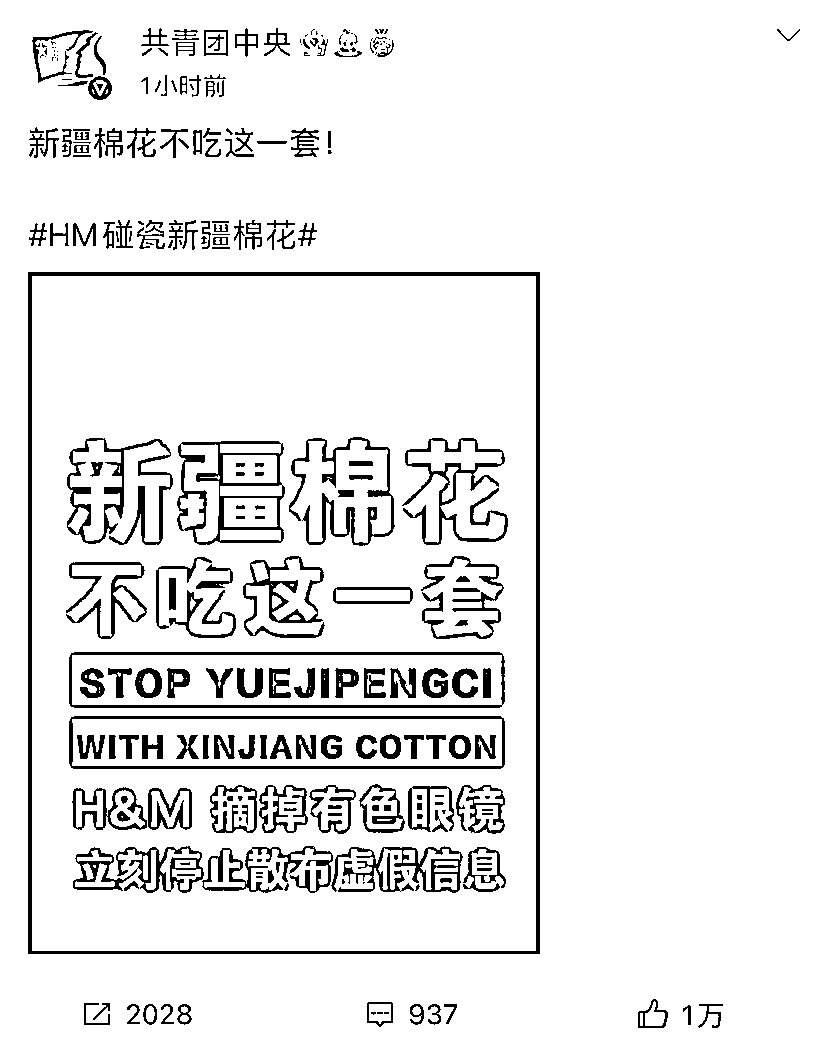 共青团中央
1小时前
新疆棉花不吃这一套！
#HM碰瓷新疆棉花#
新疆棉花
不吃这一套
STOP YUEJIPENGCI
WITH XINJIANG COTTON
H&M 摘掉有色眼镜
立刻停止散布虚假信息
2028 937 1万